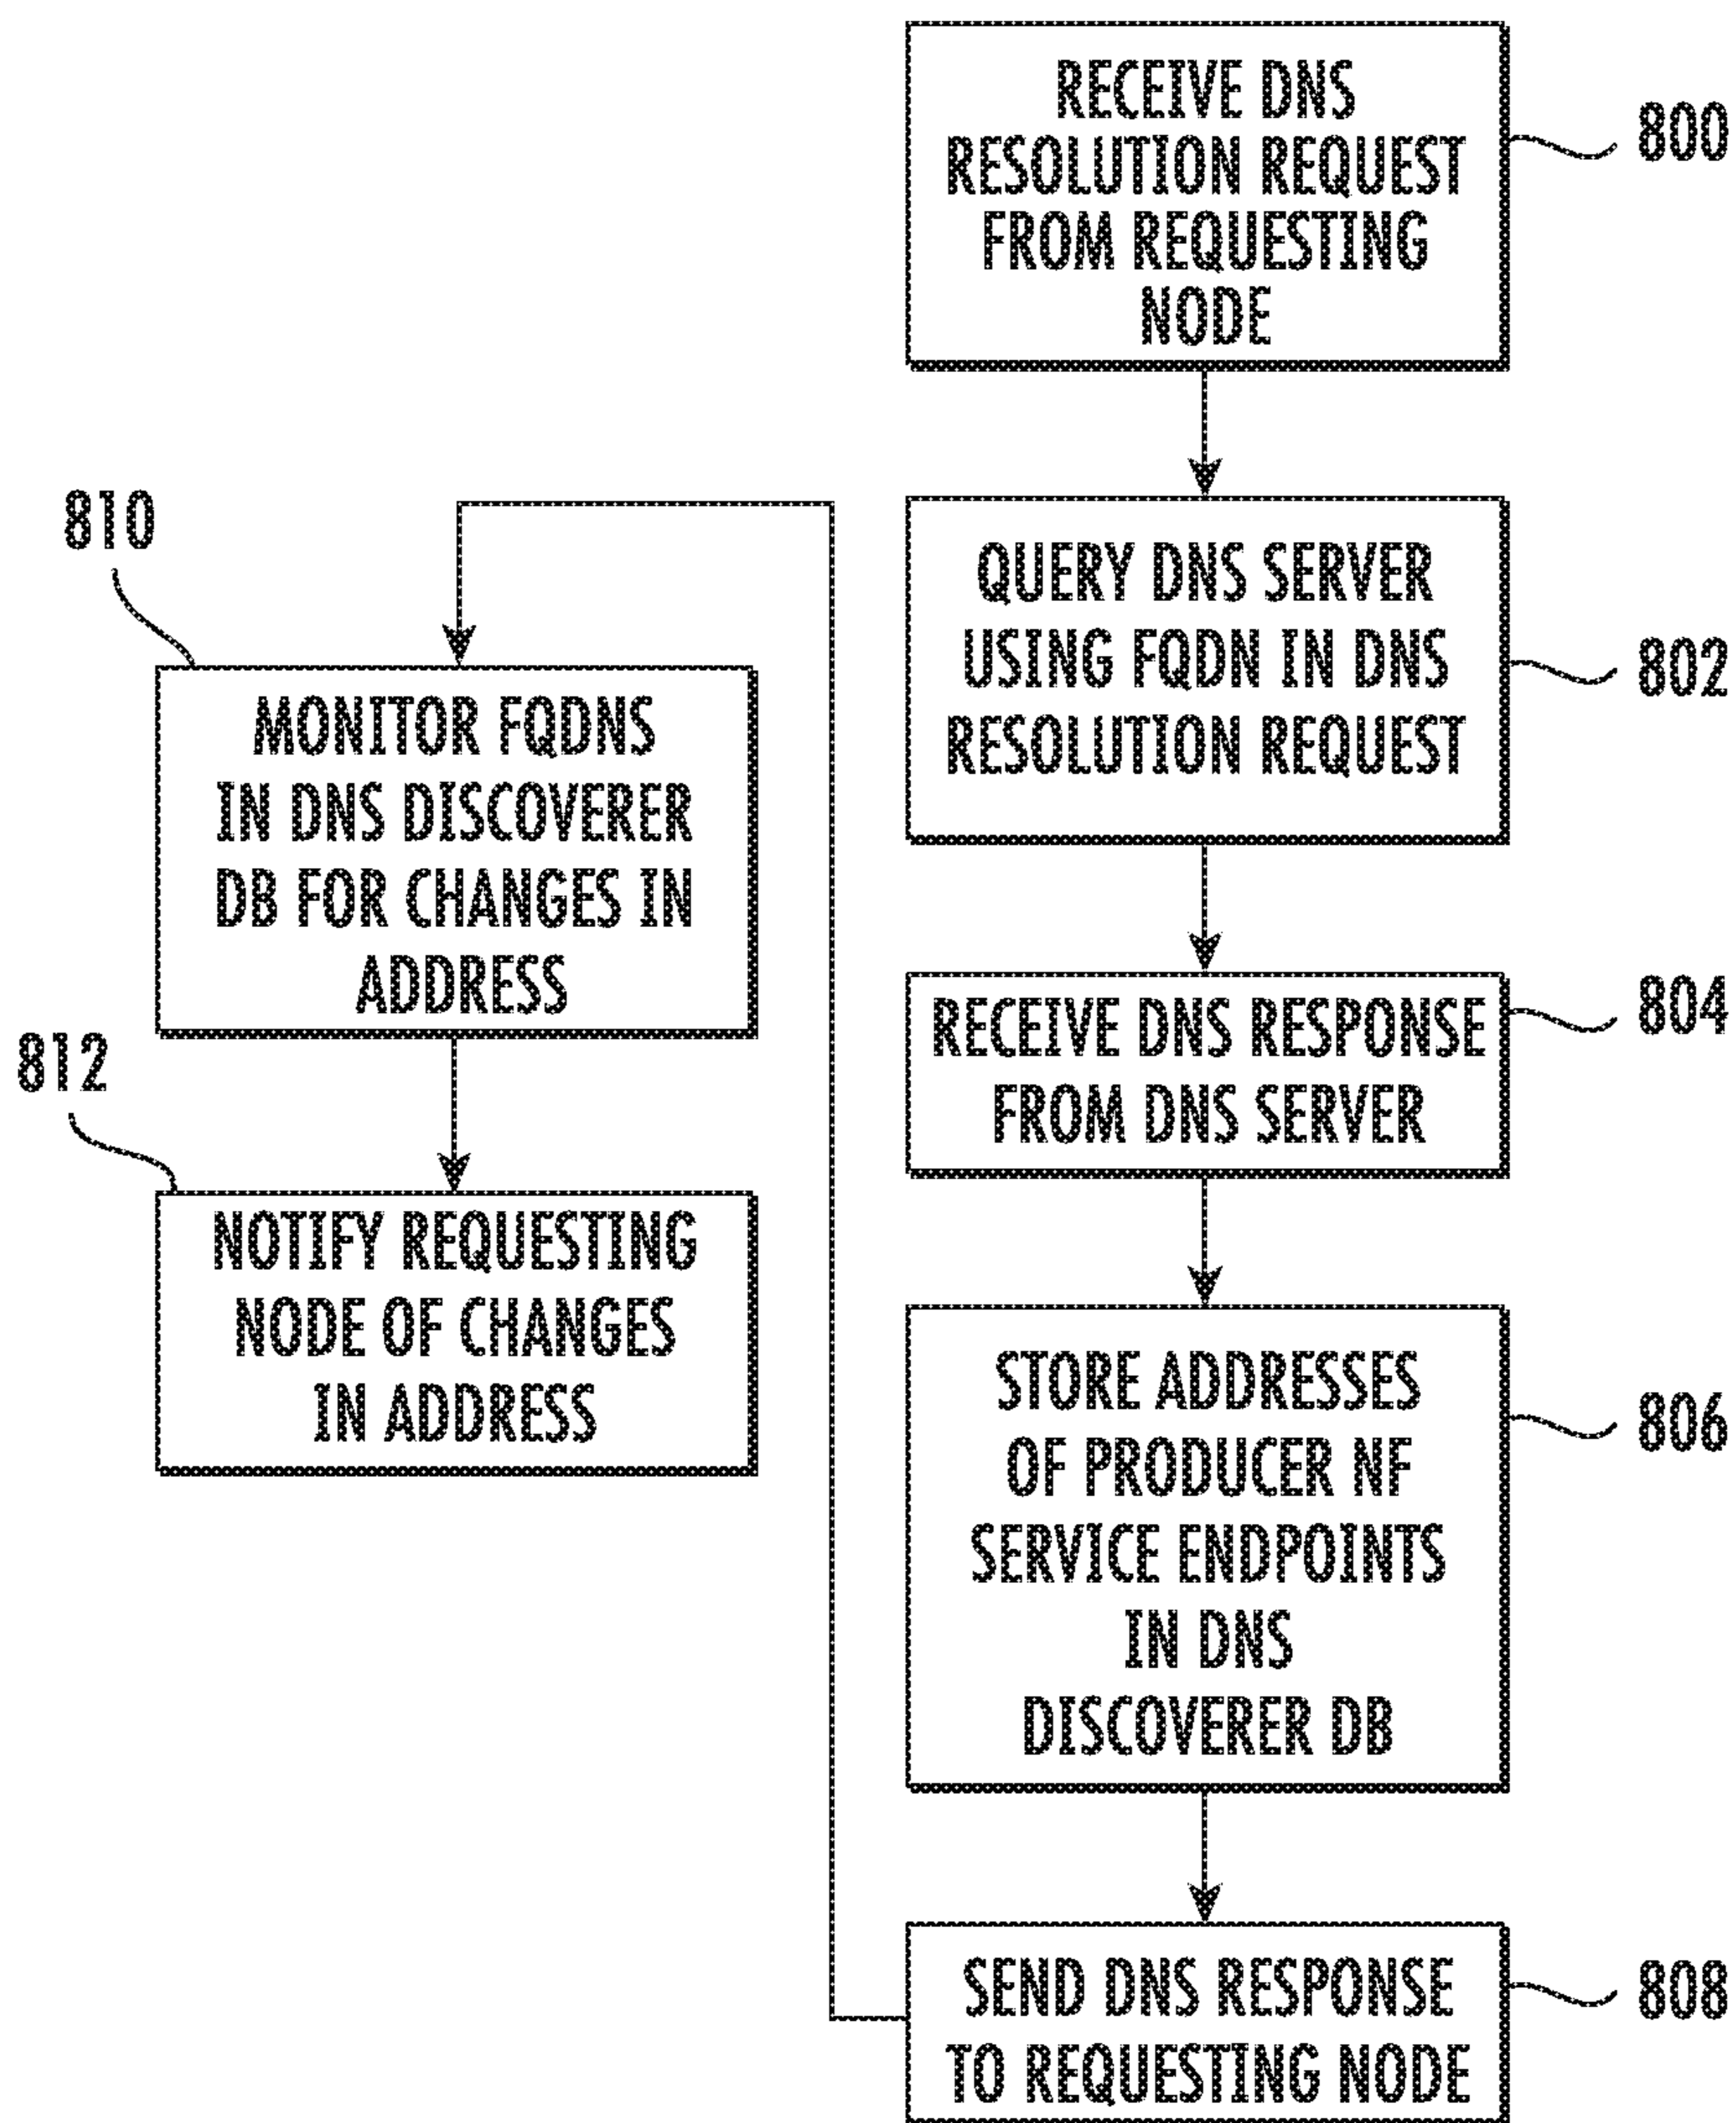 RECEIVE DNS
RESOLUTION REQUEST
FROM REQUESTING
NODE
800
QUERY DNS SERVER
USING FQDN IN DNS
RESOLUTION REQUEST
802
RECEIVE DNS RESPONSE
FROM DNS SERVER
804
STORE ADDRESSES
OF PRODUCER NF
SERVICE ENDPOINTS
IN DNS
DISCOVERER DB
806
SEND DNS RESPONSE
TO REQUESTING NODE
808
810
MONITOR FQDNS
IN DNS DISCOVERER
DB FOR CHANGES IN
ADDRESS
812
NOTIFY REQUESTING
NODE OF CHANGES
IN ADDRESS